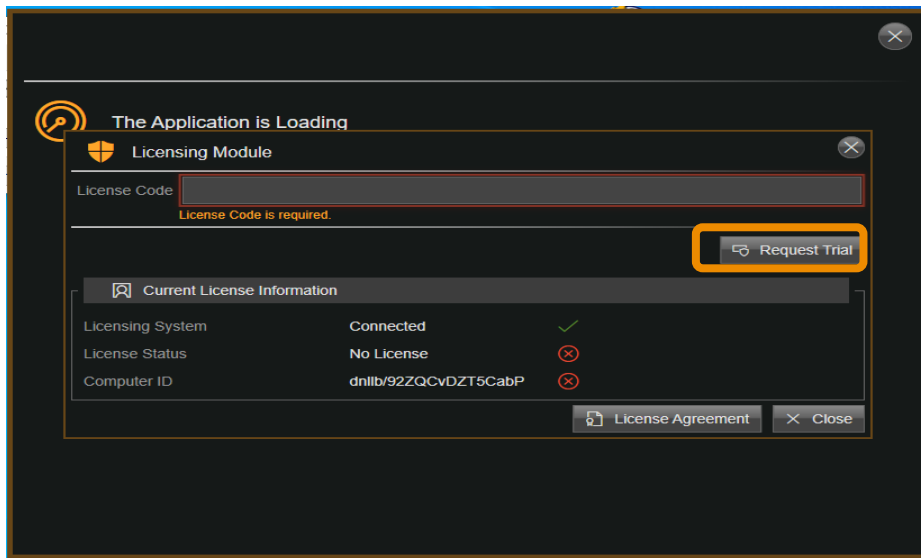 The Application is Loading
Licensing Module
License Code
License Code is required.
Request Trial
Current License Information
Licensing System Connected
License Status No License
Computer ID dnllb/92ZQCvDZT5CabP
License Agreement Close